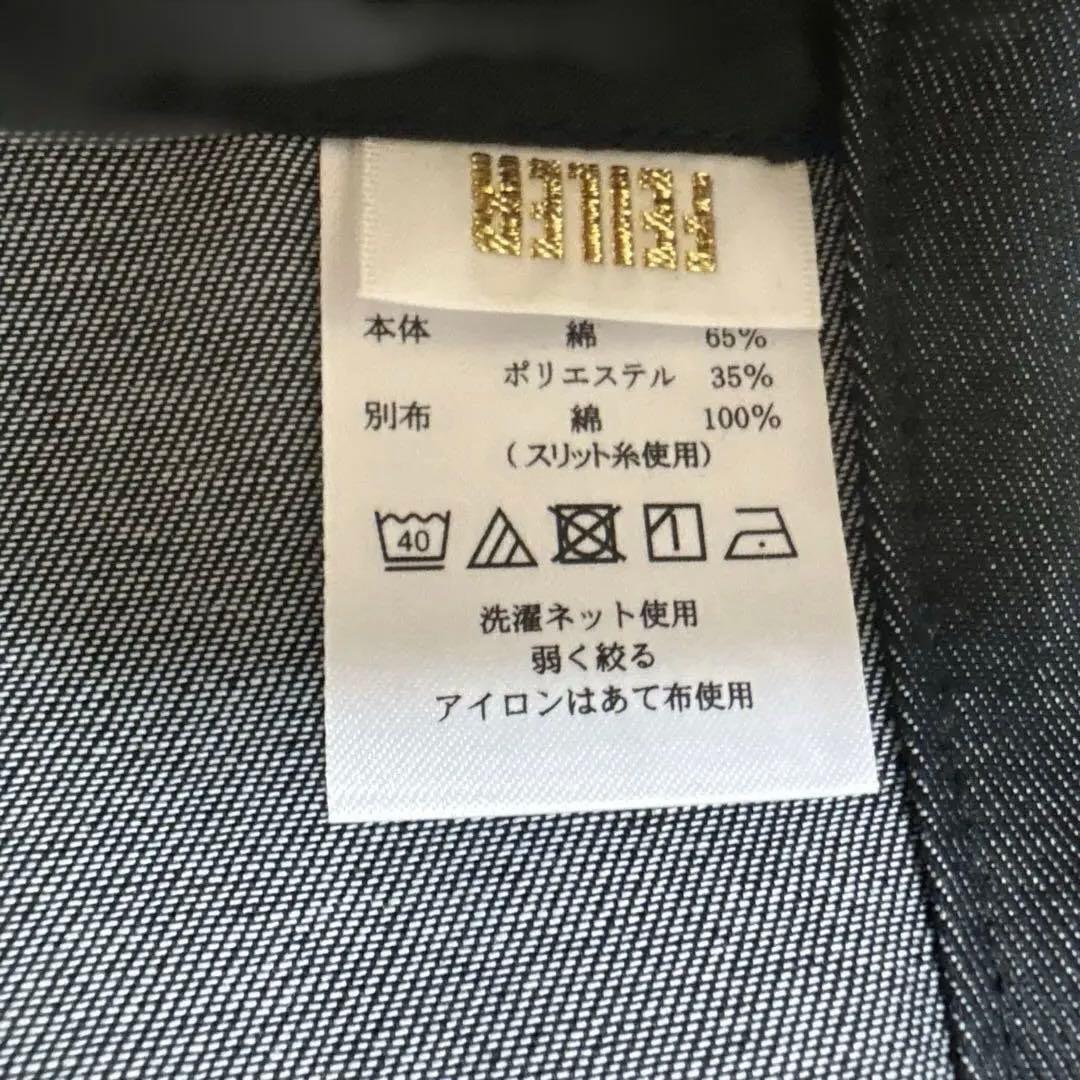 FEILER
本体 綿 65%
ポリエステル 35%
別布 綿 100%
(スリット糸使用)
40
洗濯ネット使用
弱く絞る
アイロンはあて布使用